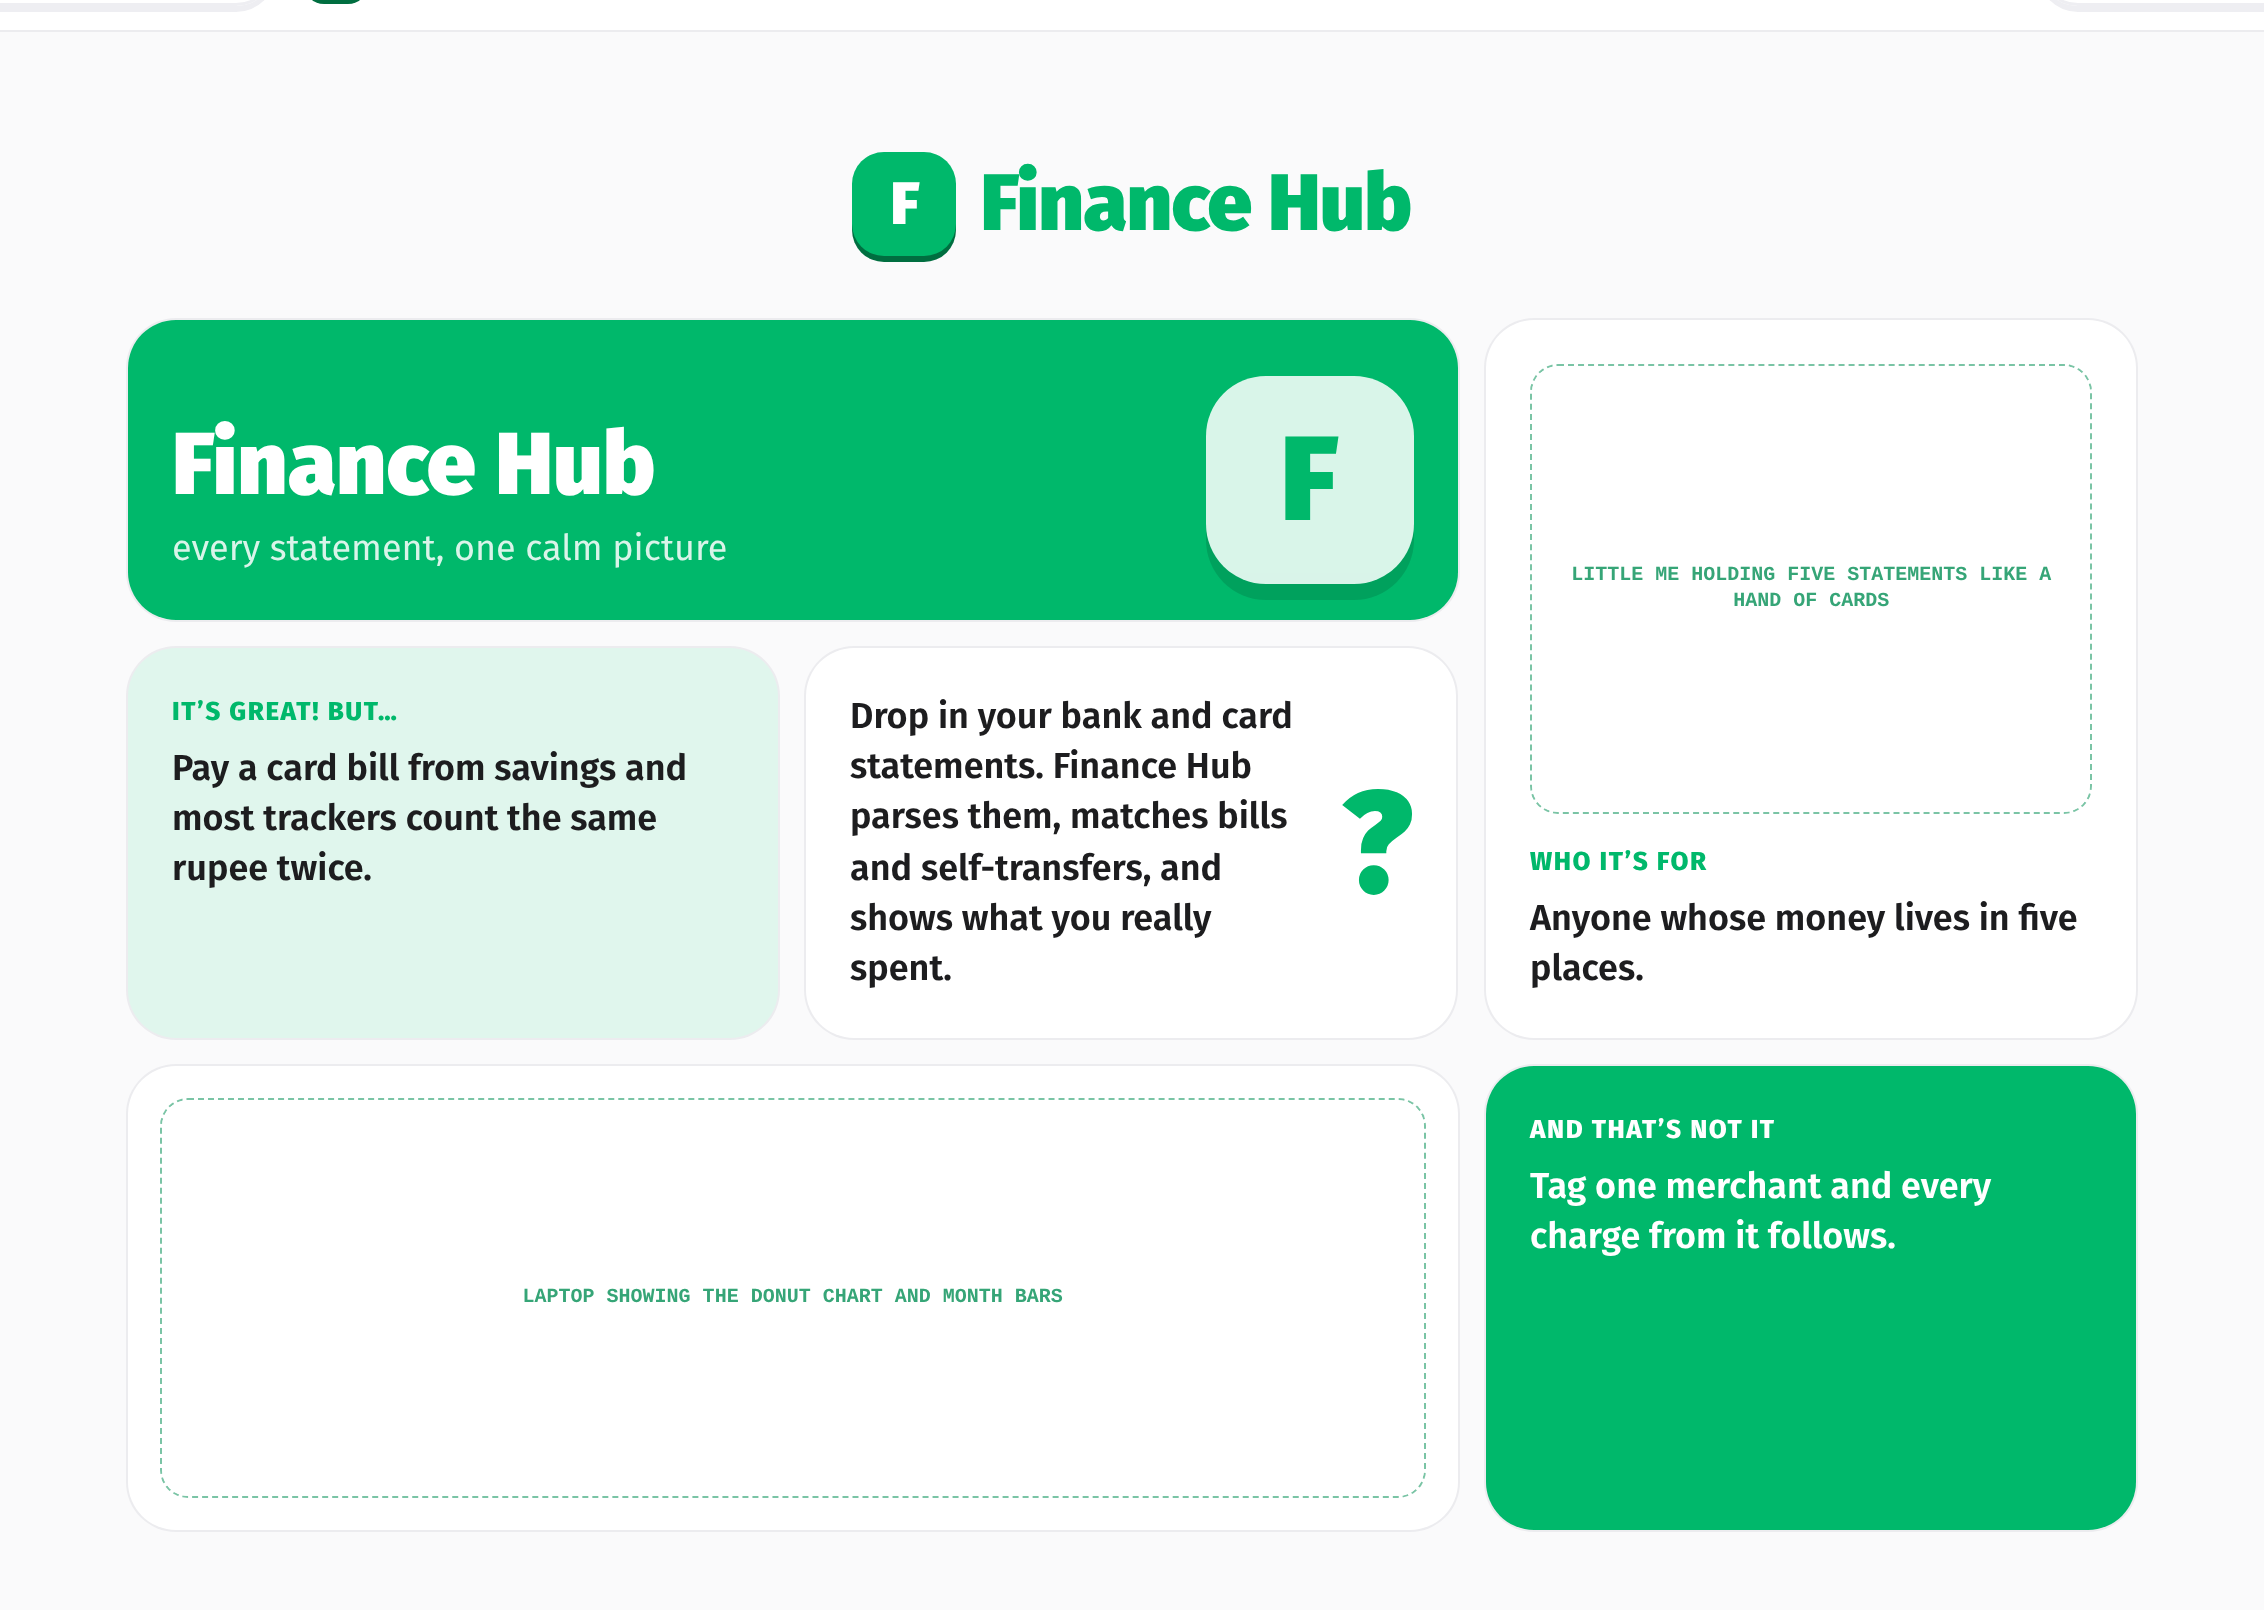 F
Finance Hub
Finance Hub
every statement, one calm picture
F
LITTLE ME HOLDING FIVE STATEMENTS LIKE A
HAND OF CARDS
WHO IT’S FOR
Anyone whose money lives in five
places.
IT’S GREAT! BUT…
Pay a card bill from savings and
most trackers count the same
rupee twice.
Drop in your bank and card
statements. Finance Hub
parses them, matches bills
and self-transfers, and
shows what you really
spent.
?
LAPTOP SHOWING THE DONUT CHART AND MONTH BARS
AND THAT’S NOT IT
Tag one merchant and every
charge from it follows.